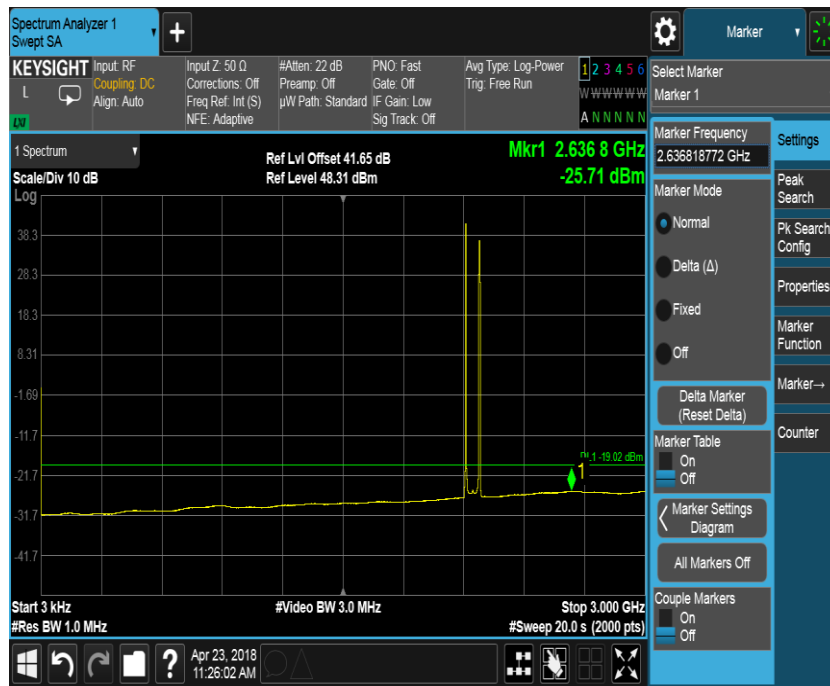 Spectrum Analyzer 1
Swept SA
+
Marker
KEYSIGHT
L
LXI
Input: RF
Coupling: DC
Align: Auto
Input Z: 50 Ω
Corrections: Off
Freq Ref: Int (S)
NFE: Adaptive
#Atten: 22 dB
Preamp: Off
µW Path: Standard
PNO: Fast
Gate: Off
IF Gain: Low
Sig Track: Off
Avg Type: Log-Power
Trig: Free Run
1 2 3 4 5 6
W W W W W W
A N N N N N
Select Marker
Marker 1
1 Spectrum
Scale/Div 10 dB
Log
Ref Lvl Offset 41.65 dB
Ref Level 48.31 dBm
Mkr1 2.636 8 GHz
-25.71 dBm
38.3
28.3
18.3
8.31
-1.69
-11.7
-21.7
-31.7
-41.7
-19.02 dBm
1
Start 3 kHz
#Res BW 1.0 MHz
#Video BW 3.0 MHz
Stop 3.000 GHz
#Sweep 20.0 s (2000 pts)
Marker Frequency
2.636818772 GHz
Marker Mode
Normal
Delta (Δ)
Fixed
Off
Delta Marker
(Reset Delta)
Marker Table
On
Off
Marker Settings
Diagram
All Markers Off
Couple Markers
On
Off
Settings
Peak
Search
Pk Search
Config
Properties
Marker
Function
Marker→
Counter
?
Apr 23, 2018
11:26:02 AM